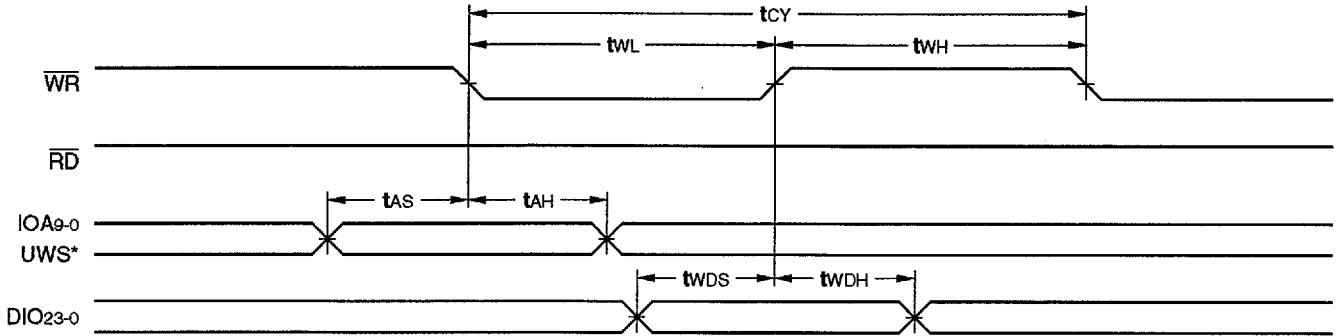 tCY
tWL tWH
WR
RD
tAS tAH
IOA9-0
UWS*
tWDS tWDH
DIO23-0